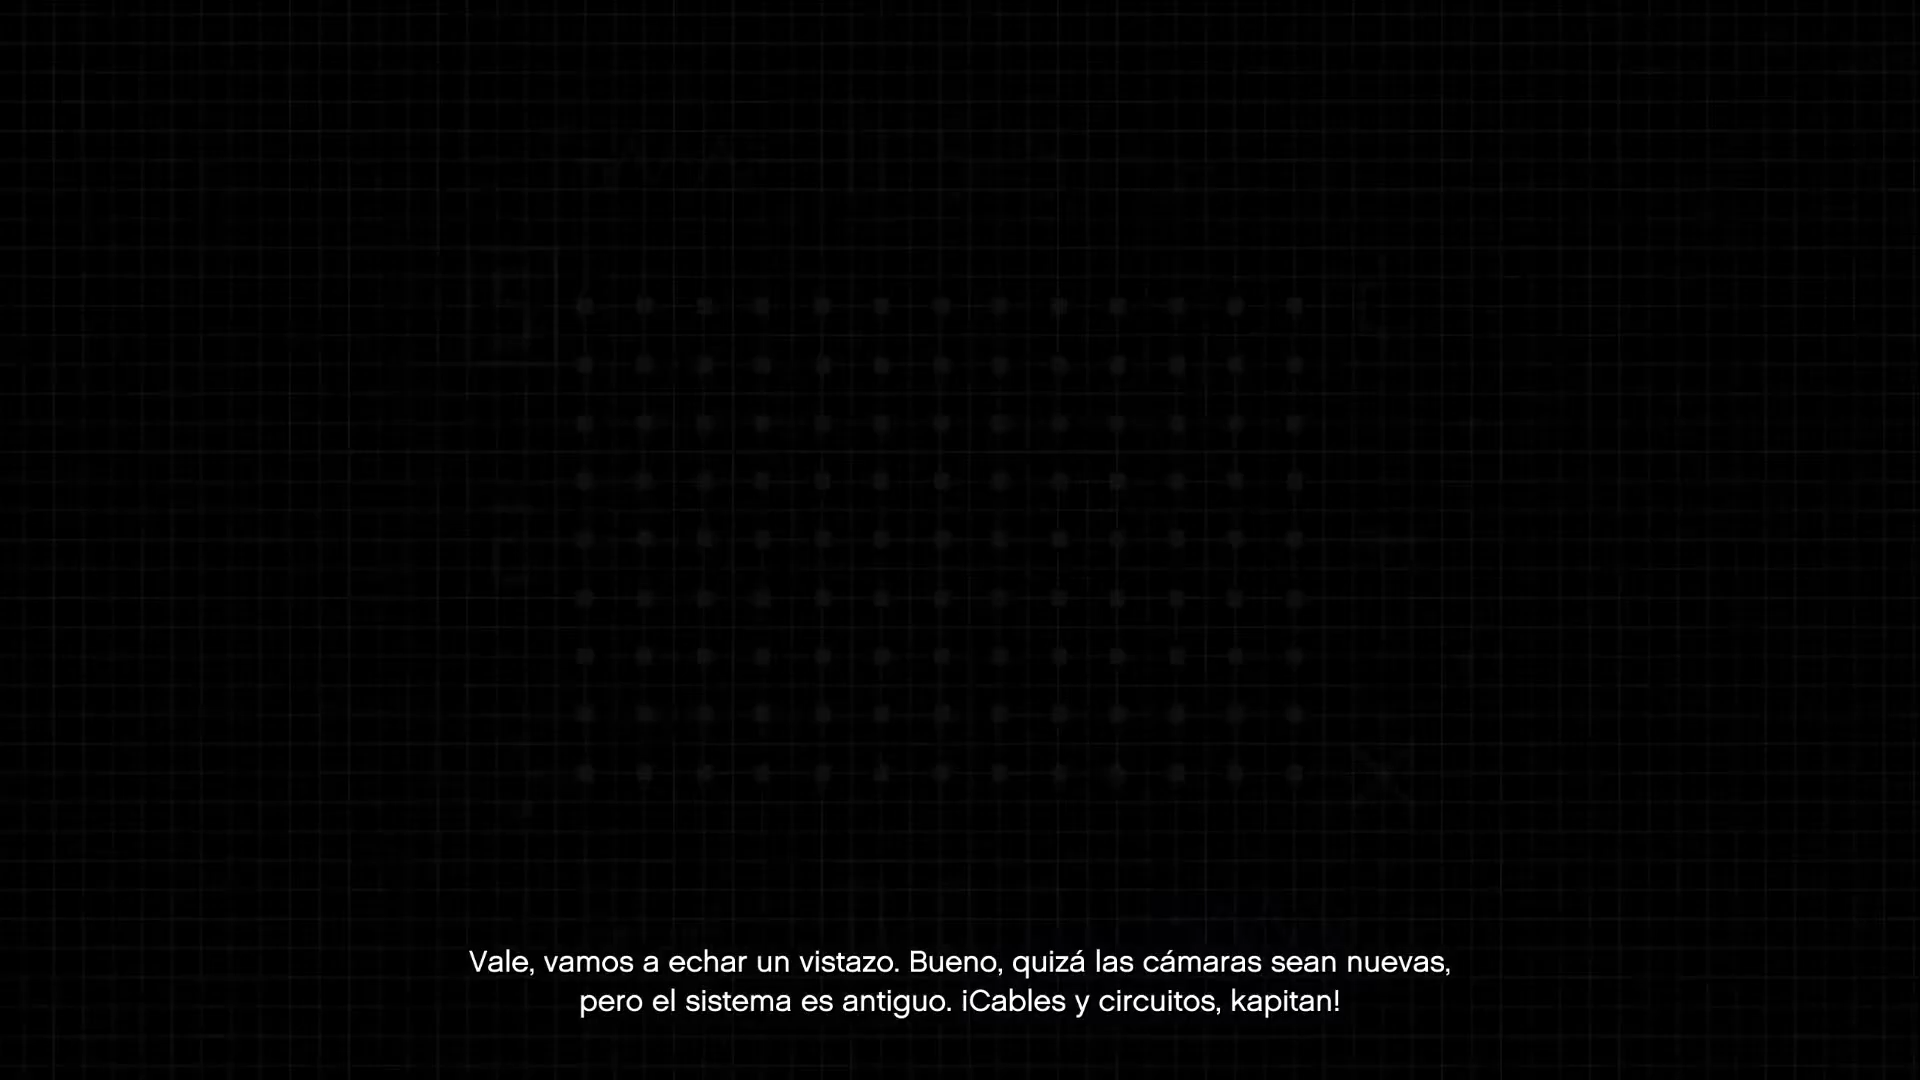 Vale, vamos a echar un vistazo. Bueno, quizá las cámaras sean nuevas,
pero el sistema es antiguo. ¡Cables y circuitos, kapitan!